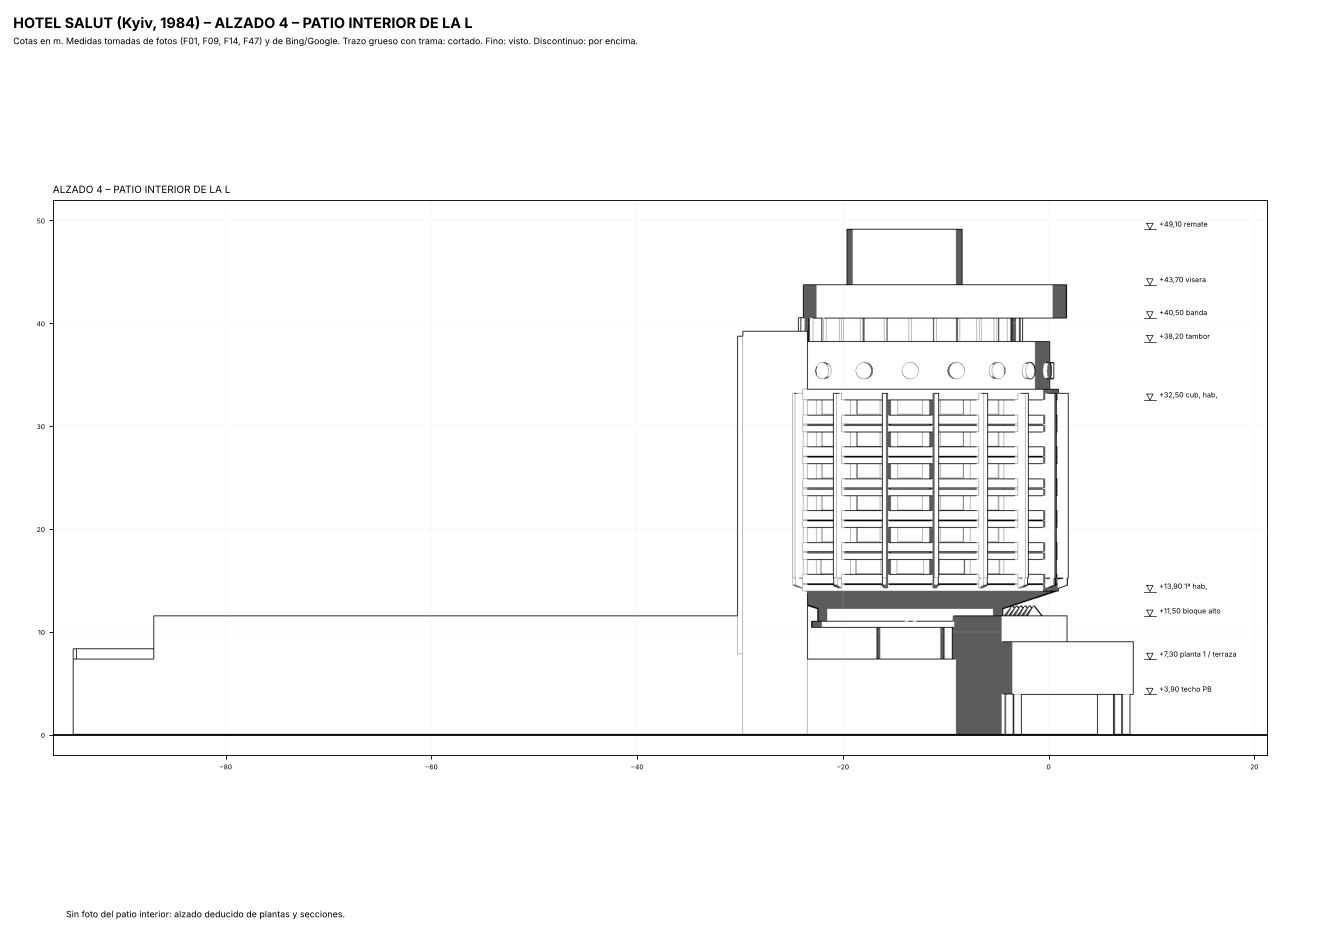 HOTEL SALUT (Kyiv, 1984) – ALZADO 4 – PATIO INTERIOR DE LA L
Cotas en m. Medidas tomadas de fotos (F01, F09, F14, F47) y de Bing/Google. Trazo grueso con trama: cortado. Fino: visto. Discontinuo: por encima.
ALZADO 4 – PATIO INTERIOR DE LA L
50
40
30
20
10
0
+49,10 remate
+43,70 visera
+40,50 banda
+38,20 tambor
+32,50 cub, hab,
+13,90 1ª hab,
+11,50 bloque alto
+7,30 planta 1 / terraza
+3,90 techo PB
−80
−60
−40
−20
0
20
Sin foto del patio interior: alzado deducido de plantas y secciones.